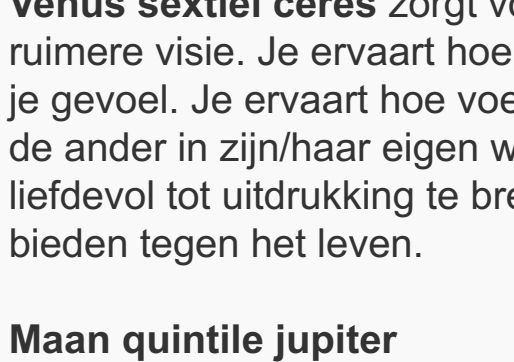 Venus sextiel ceres zorgt vo
ruimere visie. Je ervaart hoe
je gevoel. Je ervaart hoe voe
de ander in zijn/haar eigen w
liefdevol tot uitdrukking te bre
bieden tegen het leven.
Maan quintile jupiter